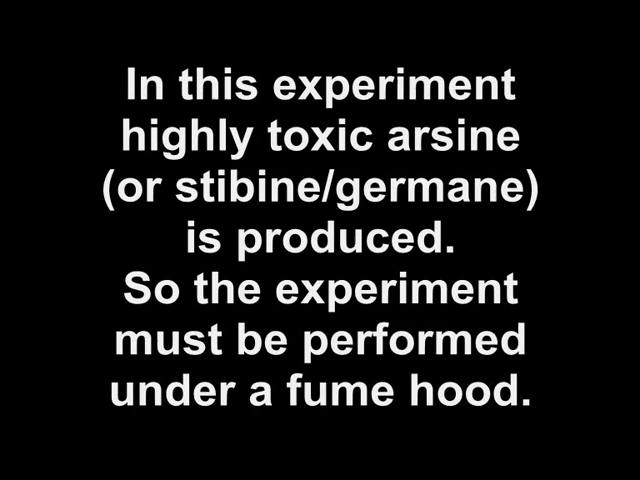 In this experiment
highly toxic arsine
(or stibine/germane)
is produced.
So the experiment
must be performed
under a fume hood.